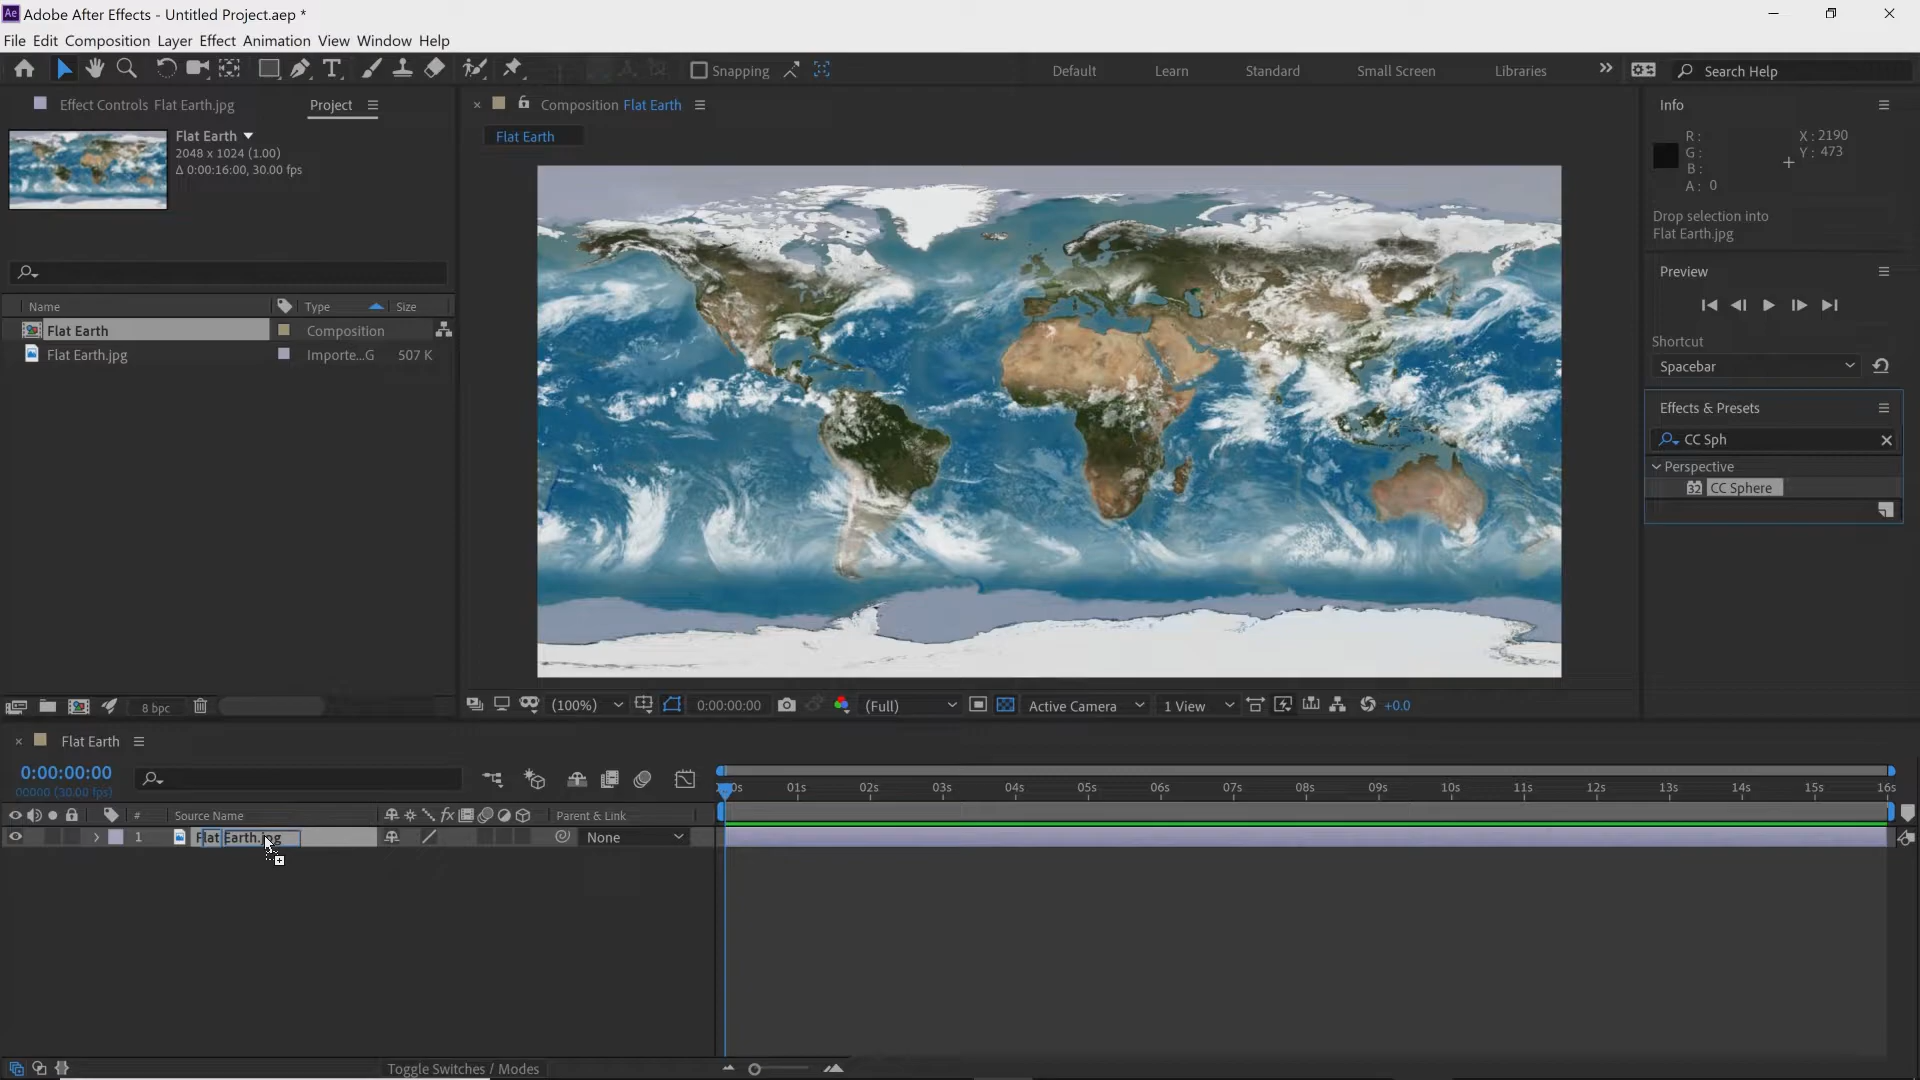 Ae Adobe After Effects - Untitled Project.aep *
File Edit Composition Layer Effect Animation View Window Help
Snapping
Default Learn Standard Small Screen Libraries
Search Help
Effect Controls Flat Earth.jpg
Project
Flat Earth
2048 x 1024 (1.00)
Δ 0:00:16:00, 30.00 fps
Name Type Size
Flat Earth Composition
Flat Earth.jpg Importe...G 507 K
8 bpc
× Composition Flat Earth
Flat Earth
(100%) 0:00:00:00 (Full) Active Camera 1 View +0.0
Info
R :
G :
B :
A : 0
X : 2190
Y : 473
Drop selection into
Flat Earth.jpg
Preview
Shortcut
Spacebar
Effects & Presets
CC Sph
Perspective
32 CC Sphere
× Flat Earth
0:00:00:00
00000 (30.00 fps)
01s 02s 03s 04s 05s 06s 07s 08s 09s 10s 11s 12s 13s 14s 15s 16s
# Source Name fx Parent & Link
1 Flat Earth.jpg None
Toggle Switches / Modes